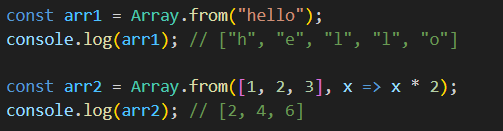 const arr1 = Array.from("hello");
console.log(arr1); // ["h", "e", "l", "l", "o"]
const arr2 = Array.from([1, 2, 3], x => x * 2);
console.log(arr2); // [2, 4, 6]